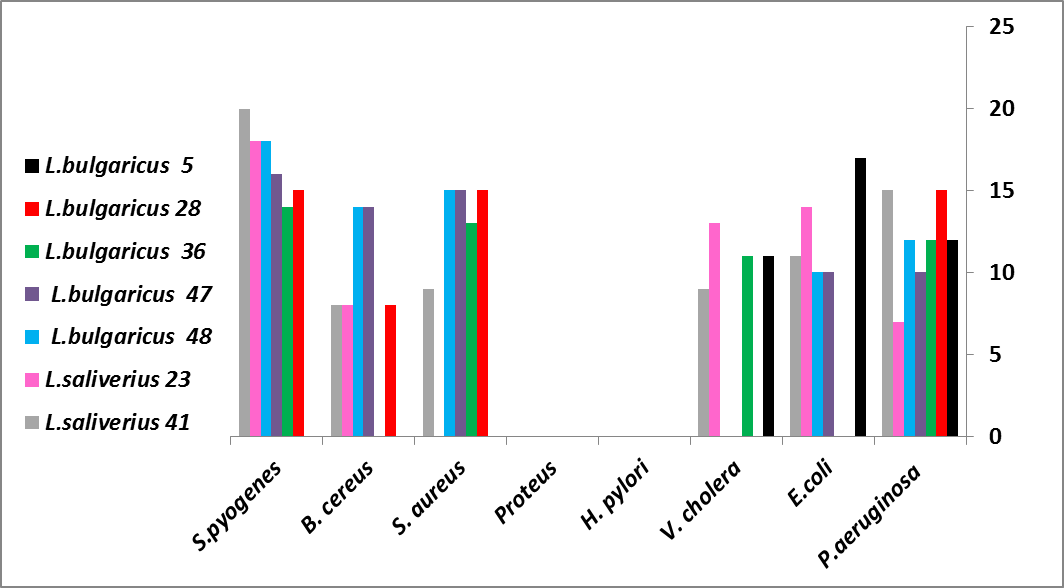 25
20
15
10
5
0
L.bulgaricus 5
L.bulgaricus 28
L.bulgaricus 36
L.bulgaricus 47
L.bulgaricus 48
L.saliverius 23
L.saliverius 41
S.pyogenes
B. cereus
S. aureus
Proteus
H. pylori
V. cholera
E.coli
P.aeruginosa